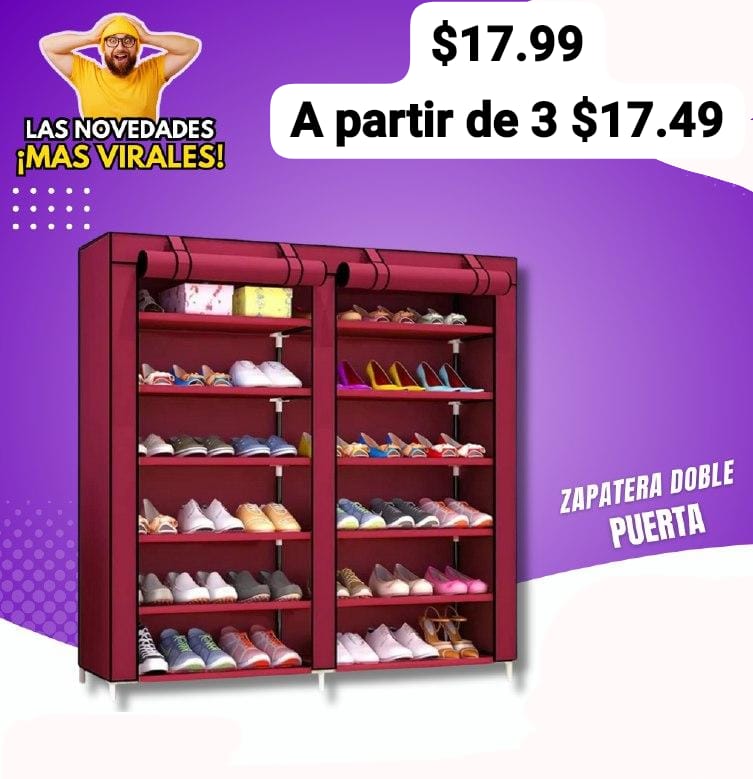 $17.99
A partir de 3 $17.49
LAS NOVEDADES
¡MAS VIRALES!
ZAPATERA DOBLE
PUERTA